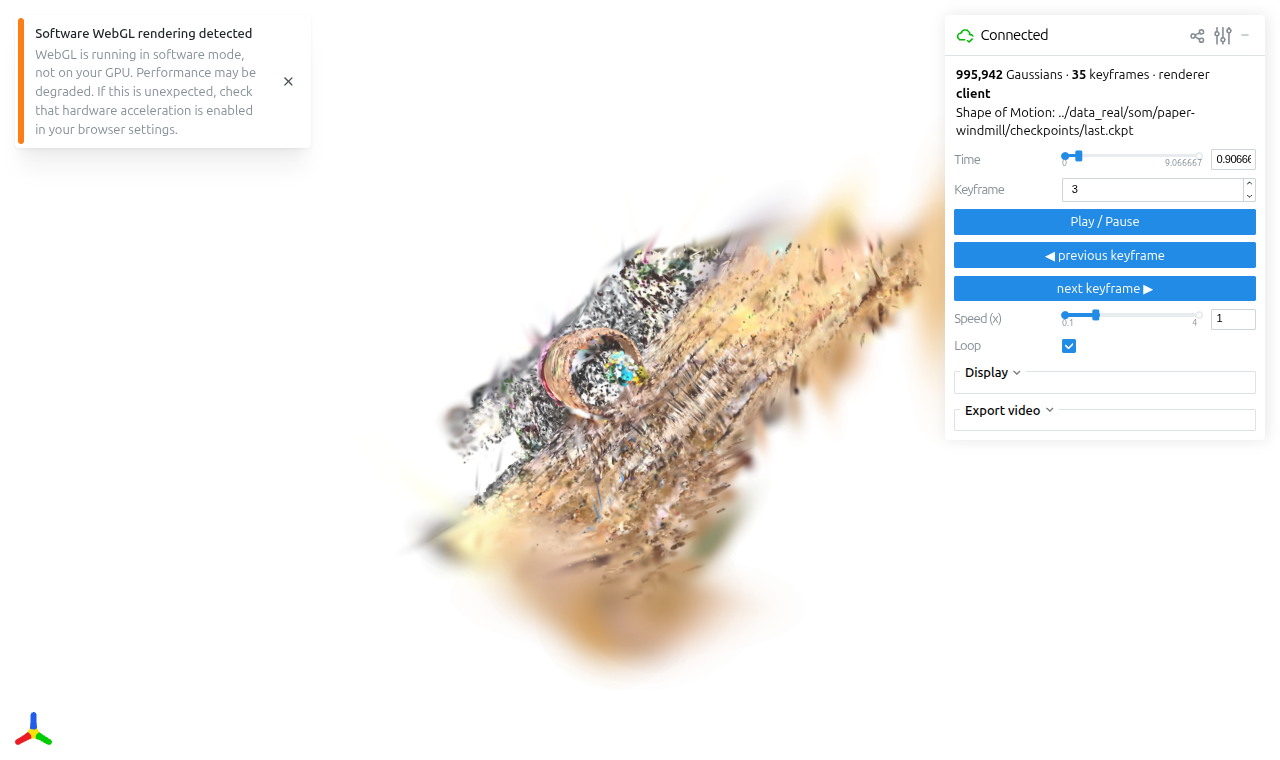 Software WebGL rendering detected
WebGL is running in software mode,
not on your GPU. Performance may be
degraded. If this is unexpected, check
that hardware acceleration is enabled
in your browser settings.
Connected
995,942 Gaussians · 35 keyframes · renderer
client
Shape of Motion: ../data_real/som/paper-
windmill/checkpoints/last.ckpt
Time
0
9.066667
0.9066
Keyframe
3
Play / Pause
◀ previous keyframe
next keyframe ▶
Speed (x)
0.1
4
1
Loop
Display
Export video